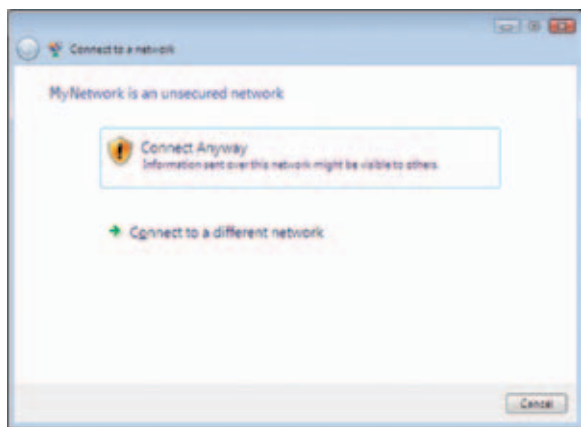 Connect to a network
MyNetwork is an unsecured network
Connect Anyway
Information sent over this network might be visible to others.
Connect to a different network
Cancel